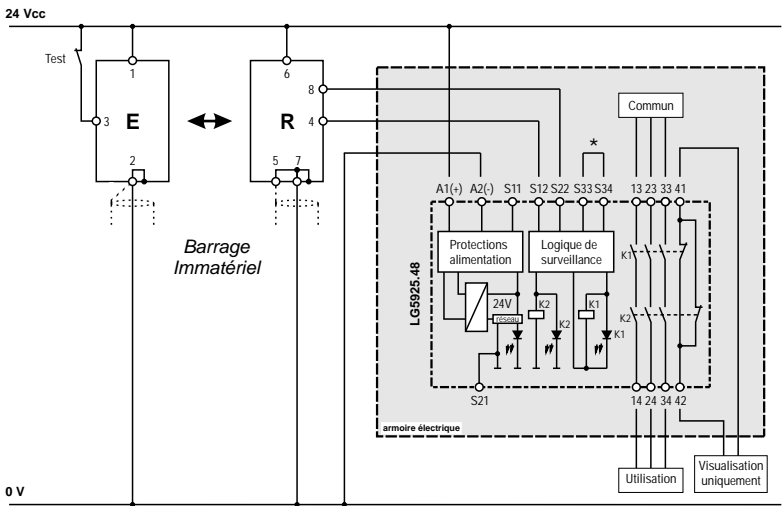 24 Vcc
Test
1
6
8
3
E
R
4
2
5 7
Barrage
Immatériel
Commun
*
A1(+) A2(-) S11 S12 S22 S33 S34 13 23 33 41
LG5925.48
Protections
alimentation
Logique de
surveillance
K1
24V
réseau
K2
K1
K2
K2
K1
S21
14 24 34 42
armoire électrique
Utilisation
Visualisation
uniquement
0 V